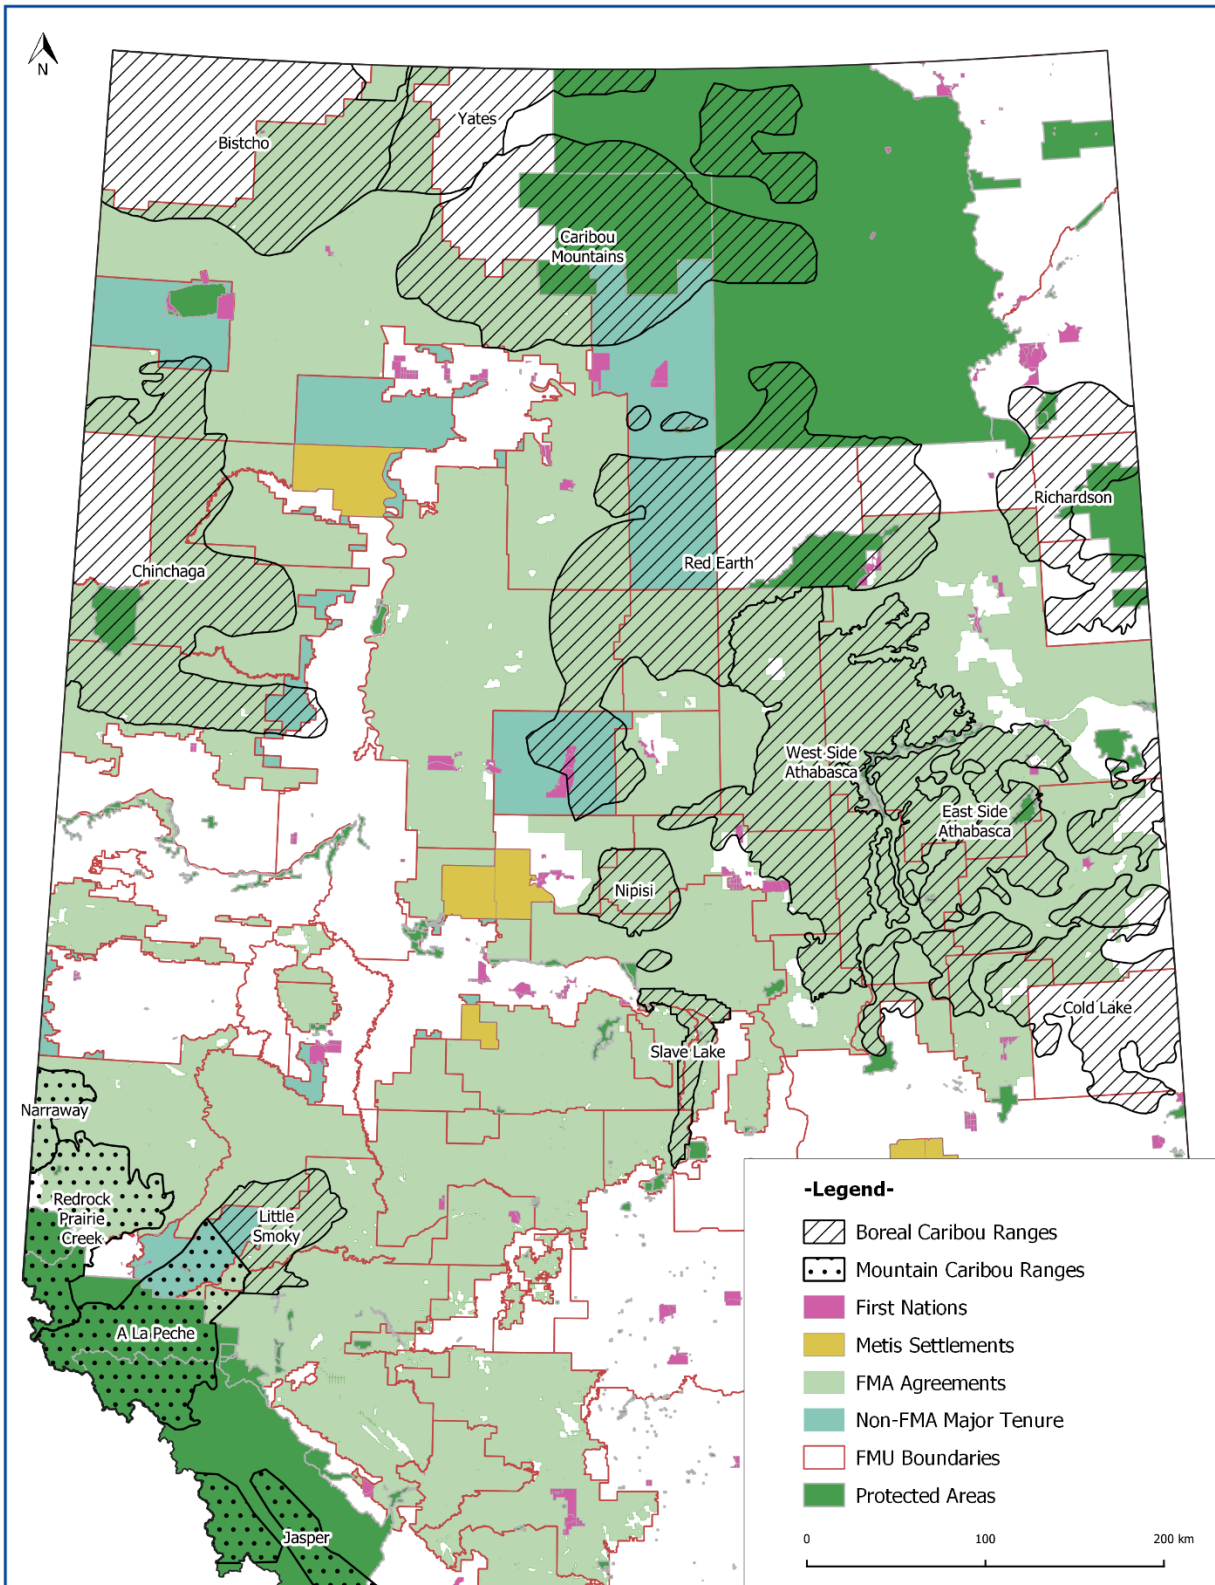 N
Yates
Bistcho
Caribou
Mountains
Richardson
Red Earth
Chinchaga
West Side
Athabasca
East Side
Athabasca
Nipisi
Cold Lake
Slave Lake
Narraway
Redrock
Prairie
Creek
Little
Smoky
A La Peche
Jasper
-Legend-
Boreal Caribou Ranges
Mountain Caribou Ranges
First Nations
Metis Settlements
FMA Agreements
Non-FMA Major Tenure
FMU Boundaries
Protected Areas
0 100 200 km